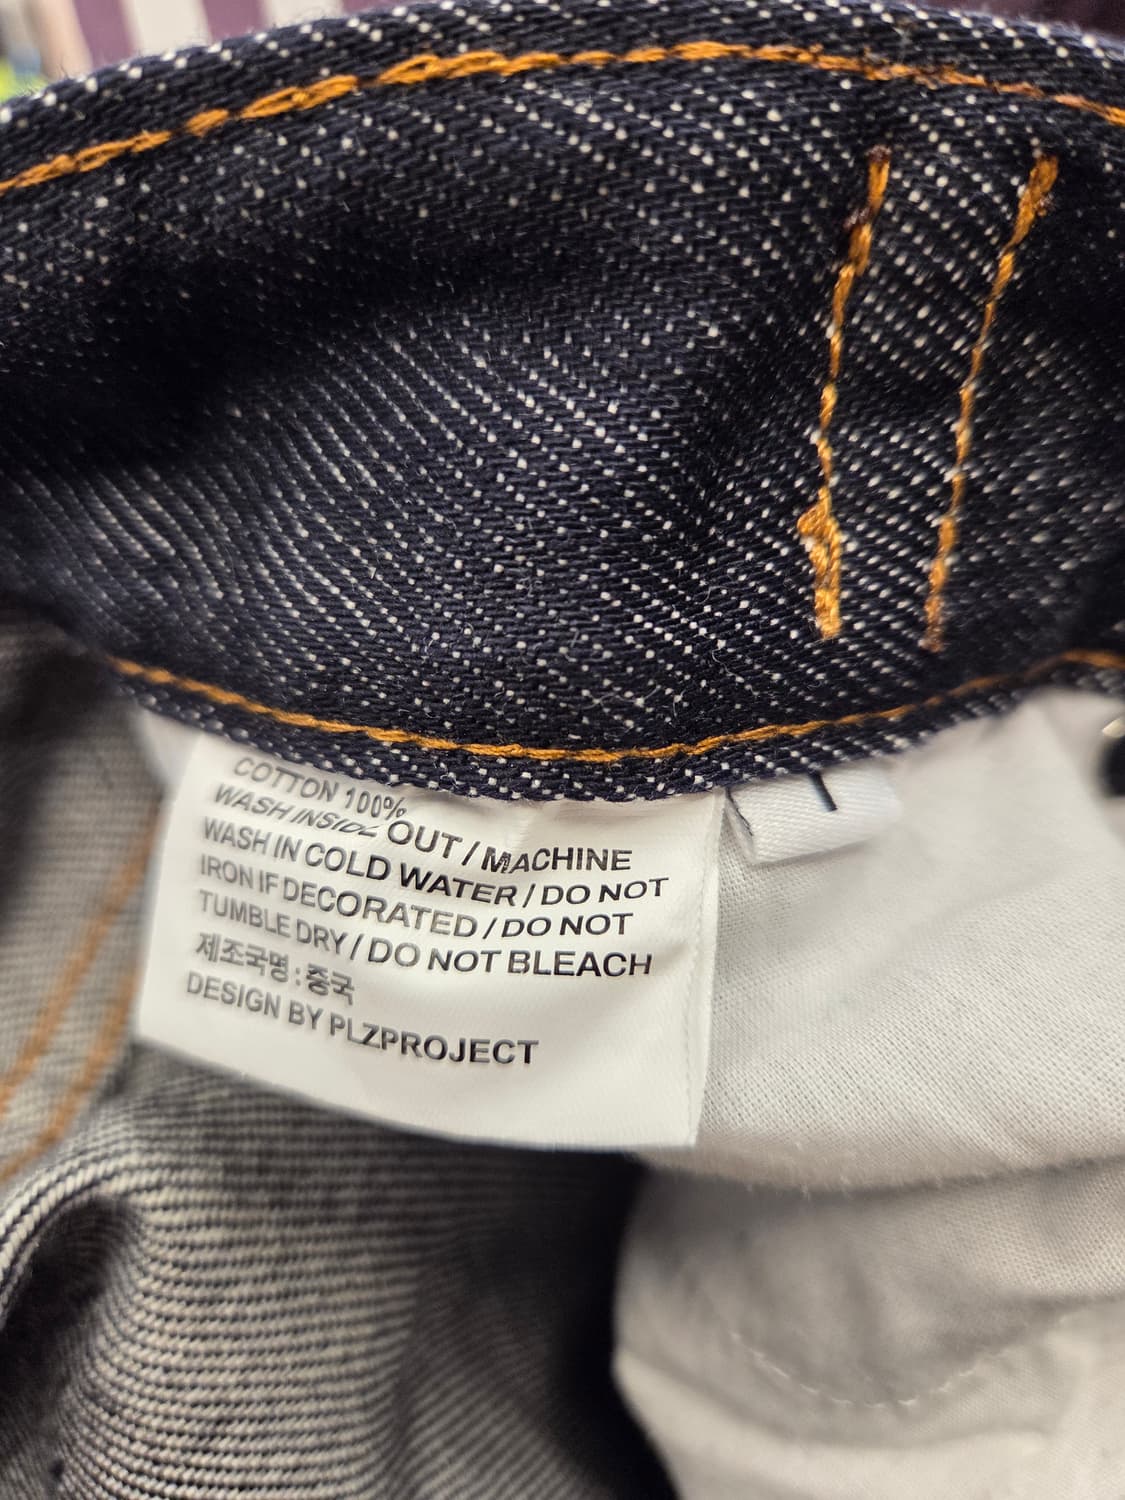 COTTON 100%
WASH INSIDE OUT / MACHINE
WASH IN COLD WATER / DO NOT
IRON IF DECORATED / DO NOT
TUMBLE DRY / DO NOT BLEACH
제조국명 : 중국
DESIGN BY PLZPROJECT